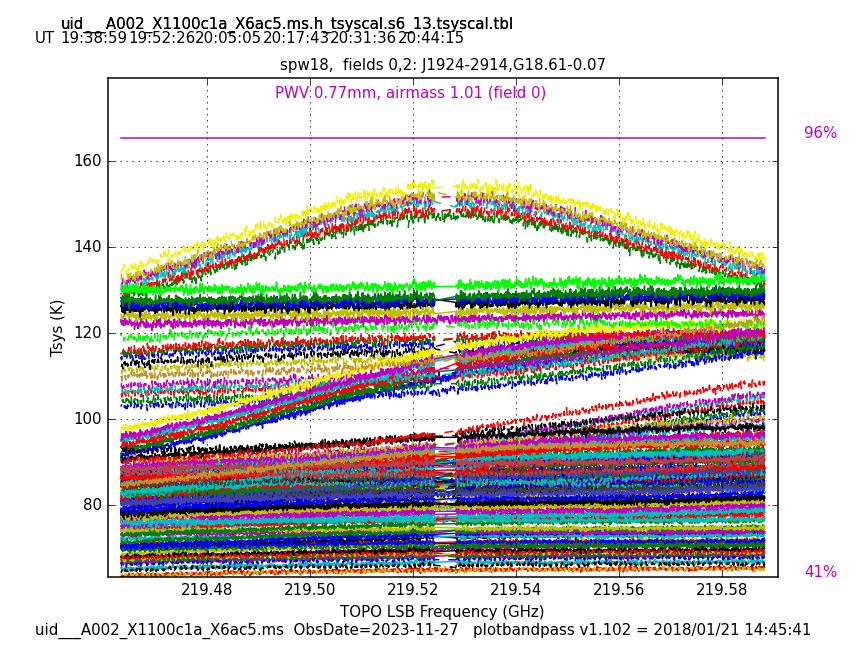 uid___A002_X1100c1a_X6ac5.ms.h_tsyscal.s6_13.tsyscal.tbl
UT 19:38:59 19:52:26 20:05:05 20:17:43 20:31:36 20:44:15
spw18, fields 0,2: J1924-2914,G18.61-0.07
PWV 0.77mm, airmass 1.01 (field 0)
96%
160
140
120
100
80
Tsys (K)
41%
219.48 219.50 219.52 219.54 219.56 219.58
TOPO LSB Frequency (GHz)
uid___A002_X1100c1a_X6ac5.ms ObsDate=2023-11-27 plotbandpass v1.102 = 2018/01/21 14:45:41